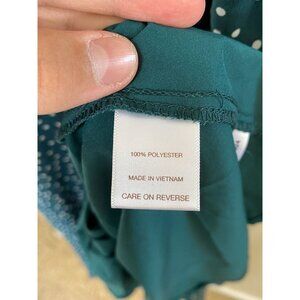 100% POLYESTER
MADE IN VIETNAM
CARE ON REVERSE